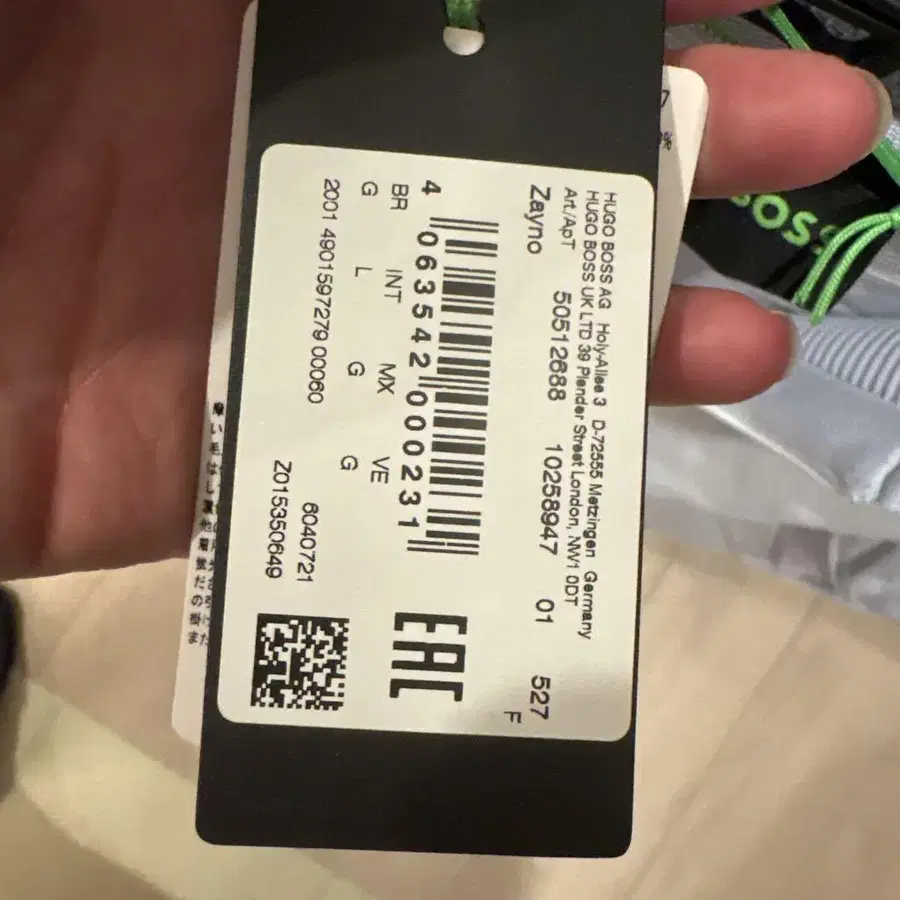 HUGO BOSS AG Holy-Allee 3 D-72555 Metzingen Germany
HUGO BOSS UK LTD 39 Plender Street London, NW1 0DT
Art./АрТ 50512688 10258947 01 527
Zayno F
4 063542 000231
EAC
BR INT MX VE
G L G G
2001 4901597279 00060
6040721
Z015350649
BOSS